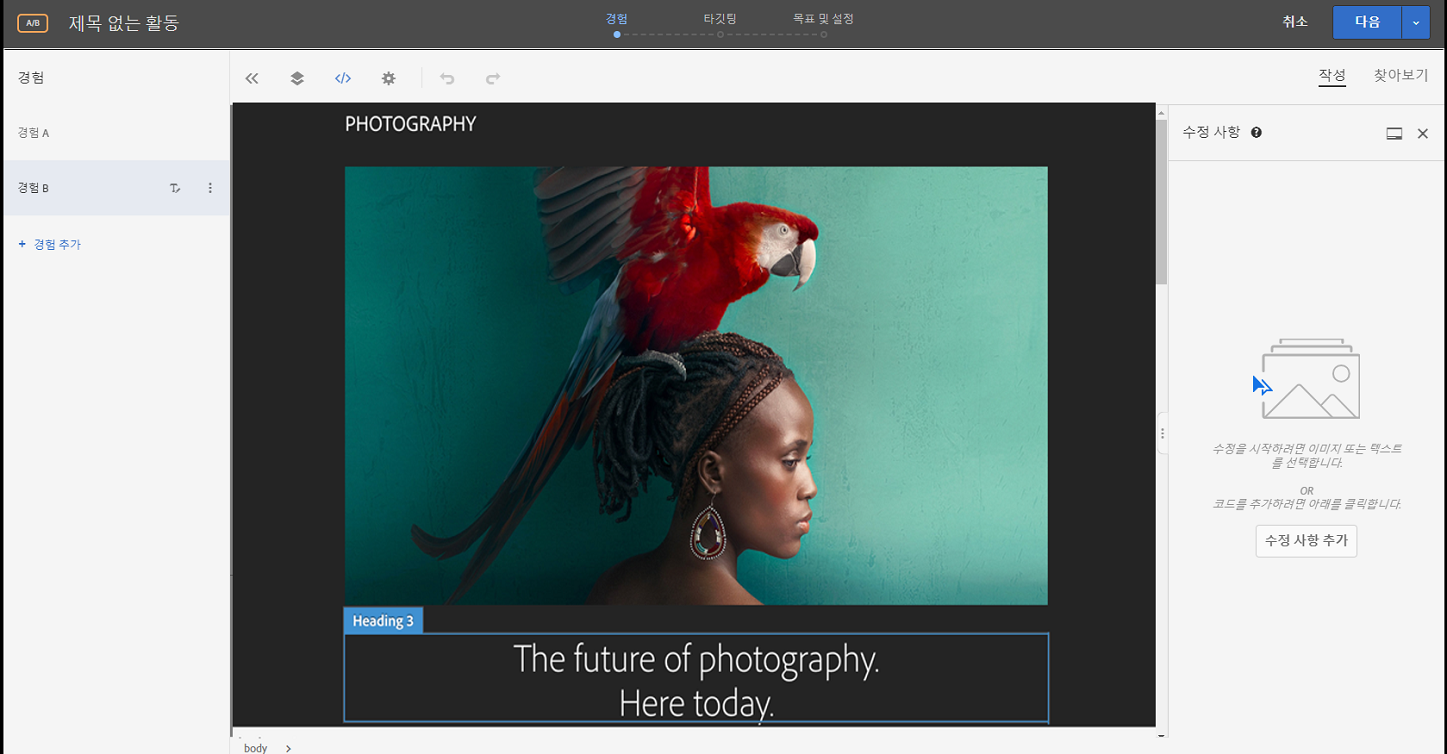 A/B
제목 없는 활동
경험
타깃팅
목표 및 설정
취소
다음
경험
작성
찾아보기
경험 A
경험 B
+ 경험 추가
PHOTOGRAPHY
Heading 3
The future of photography.
Here today.
body
수정 사항
수정을 시작하려면 이미지 또는 텍스트
를 선택합니다.
OR
코드를 추가하려면 아래를 클릭합니다.
수정 사항 추가